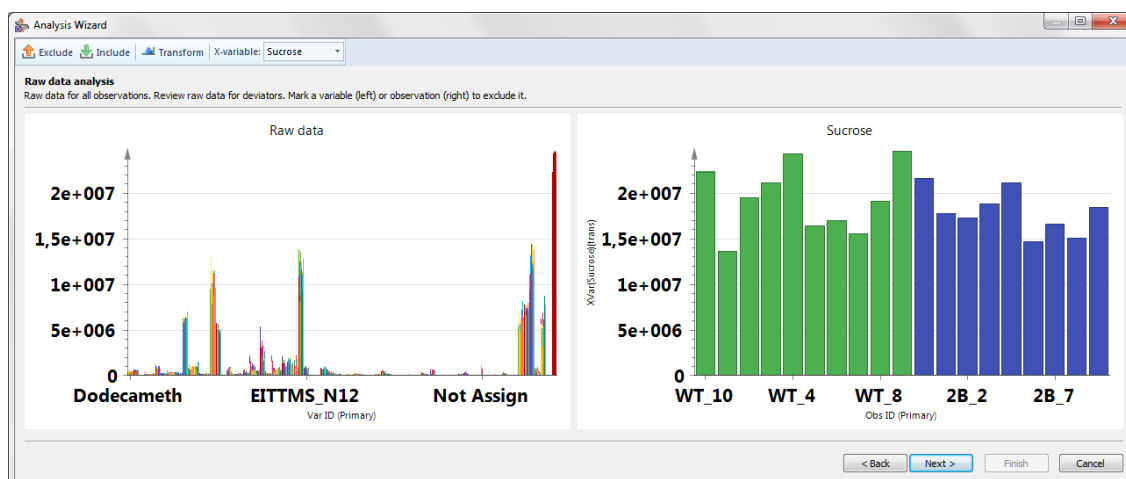 Analysis Wizard
Exclude Include Transform X-variable: Sucrose
Raw data analysis
Raw data for all observations. Review raw data for deviators. Mark a variable (left) or observation (right) to exclude it.
Raw data
2e+007
1,5e+007
1e+007
5e+006
0
Dodecameth EITTMS_N12 Not Assign
Var ID (Primary)
Sucrose
XVar(Sucrose)(trans)
2e+007
1,5e+007
1e+007
5e+006
0
WT_10 WT_4 WT_8 2B_2 2B_7
Obs ID (Primary)
< Back Next > Finish Cancel